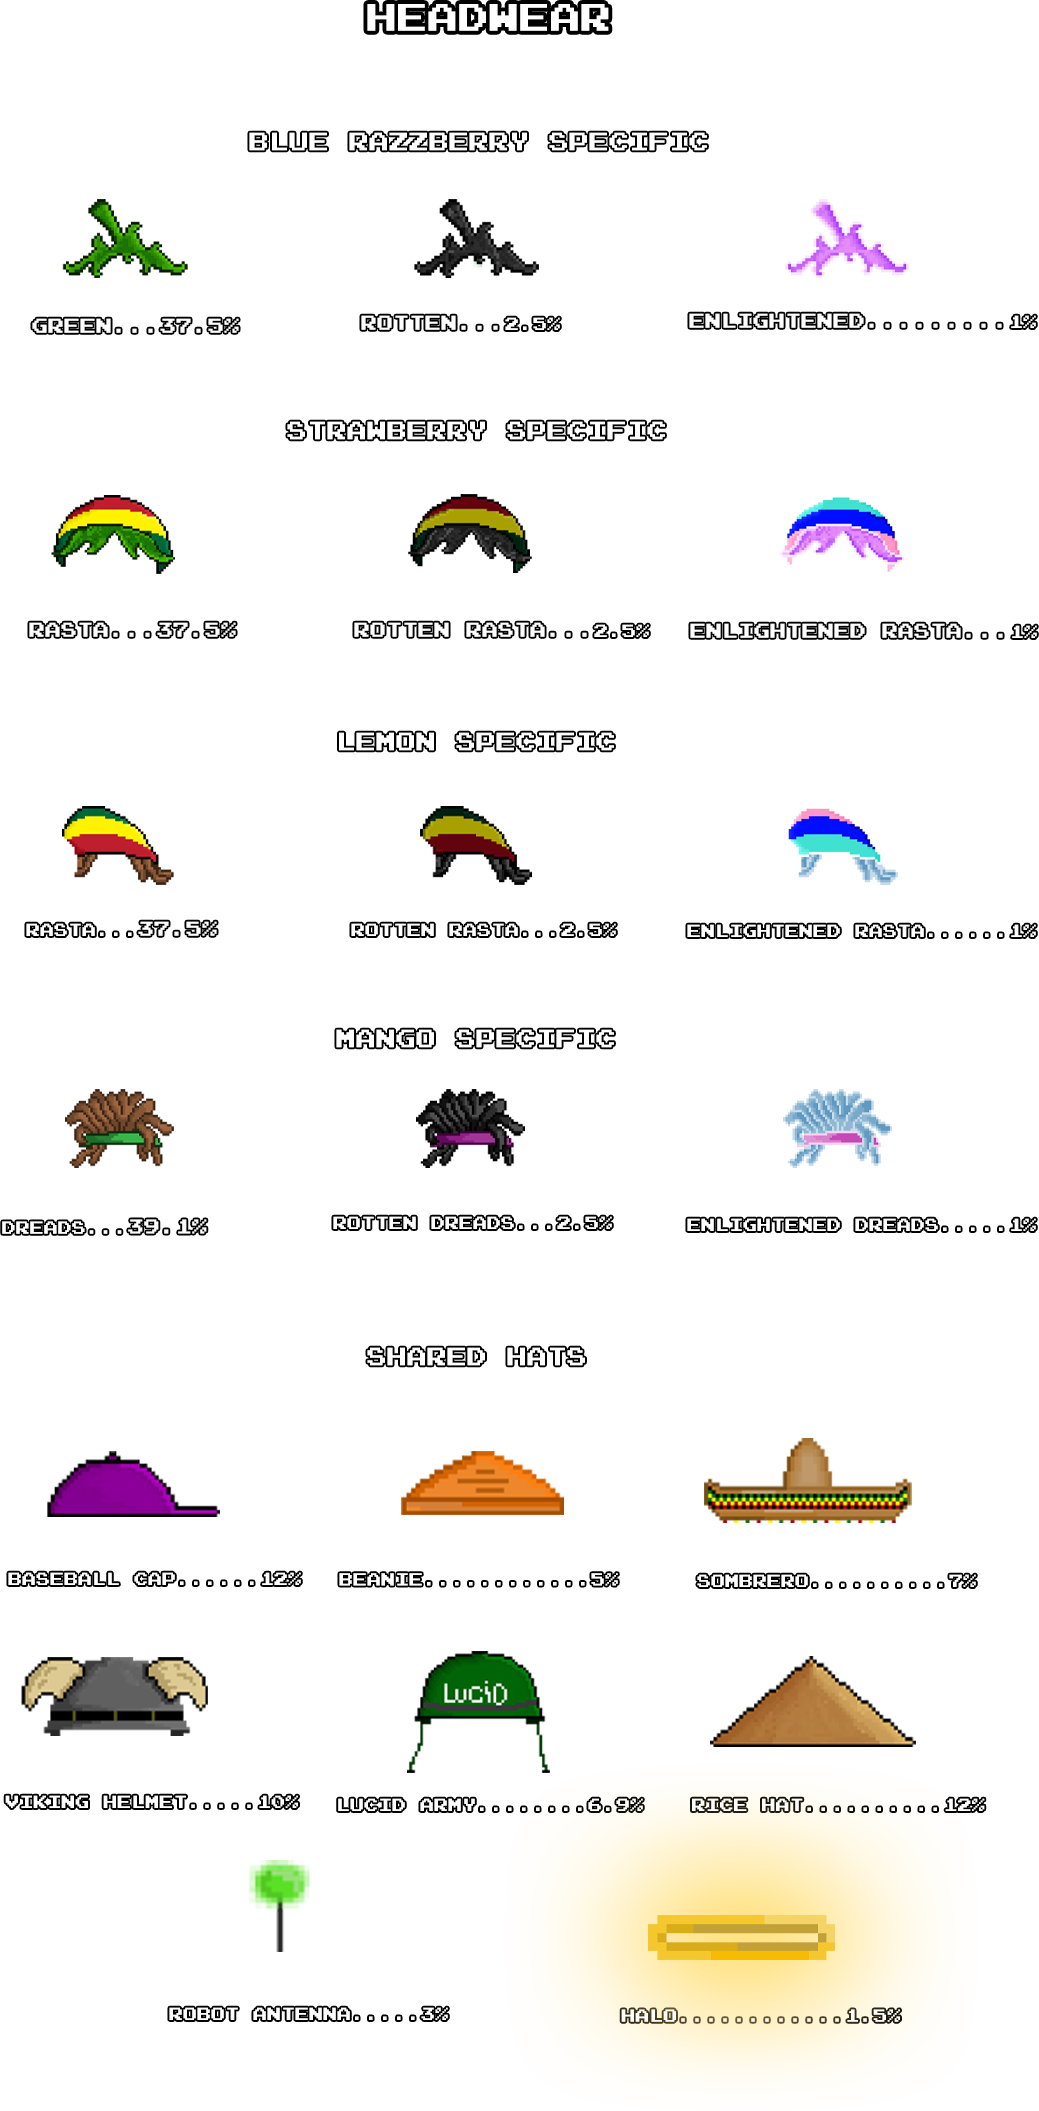 HEADWEAR
BLUE RAZZBERRY SPECIFIC
GREEN...37.5%
ROTTEN...2.5%
ENLIGHTENED.........1%
STRAWBERRY SPECIFIC
RASTA...37.5%
ROTTEN RASTA...2.5%
ENLIGHTENED RASTA...1%
LEMON SPECIFIC
RASTA...37.5%
ROTTEN RASTA...2.5%
ENLIGHTENED RASTA......1%
MANGO SPECIFIC
DREADS...39.1%
ROTTEN DREADS...2.5%
ENLIGHTENED DREADS.....1%
SHARED HATS
BASEBALL CAP......12%
BEANIE............5%
SOMBRERO..........7%
LUCID
VIKING HELMET.....10%
LUCID ARMY........6.9%
RICE HAT..........12%
ROBOT ANTENNA.....3%
HALO............1.5%